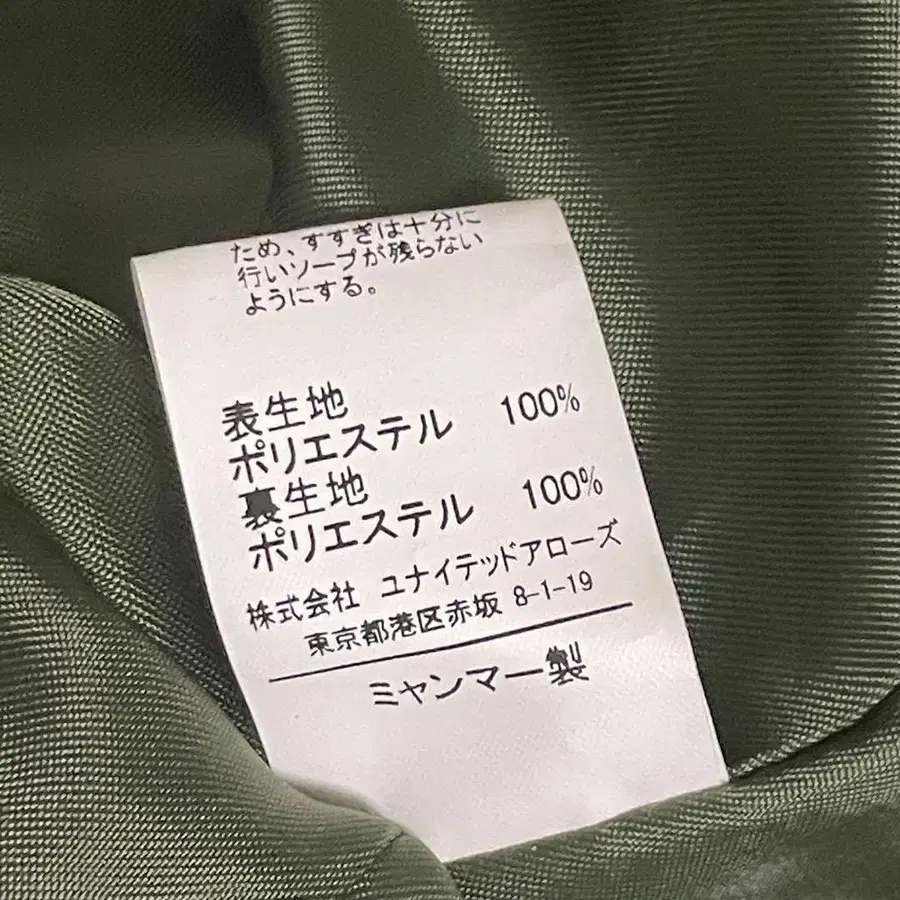 ため、すすぎは十分に
行いソープが残らない
ようにする。
表生地
ポリエステル 100%
裏生地
ポリエステル 100%
株式会社 ユナイテッドアローズ
東京都港区赤坂 8-1-19
ミャンマー製